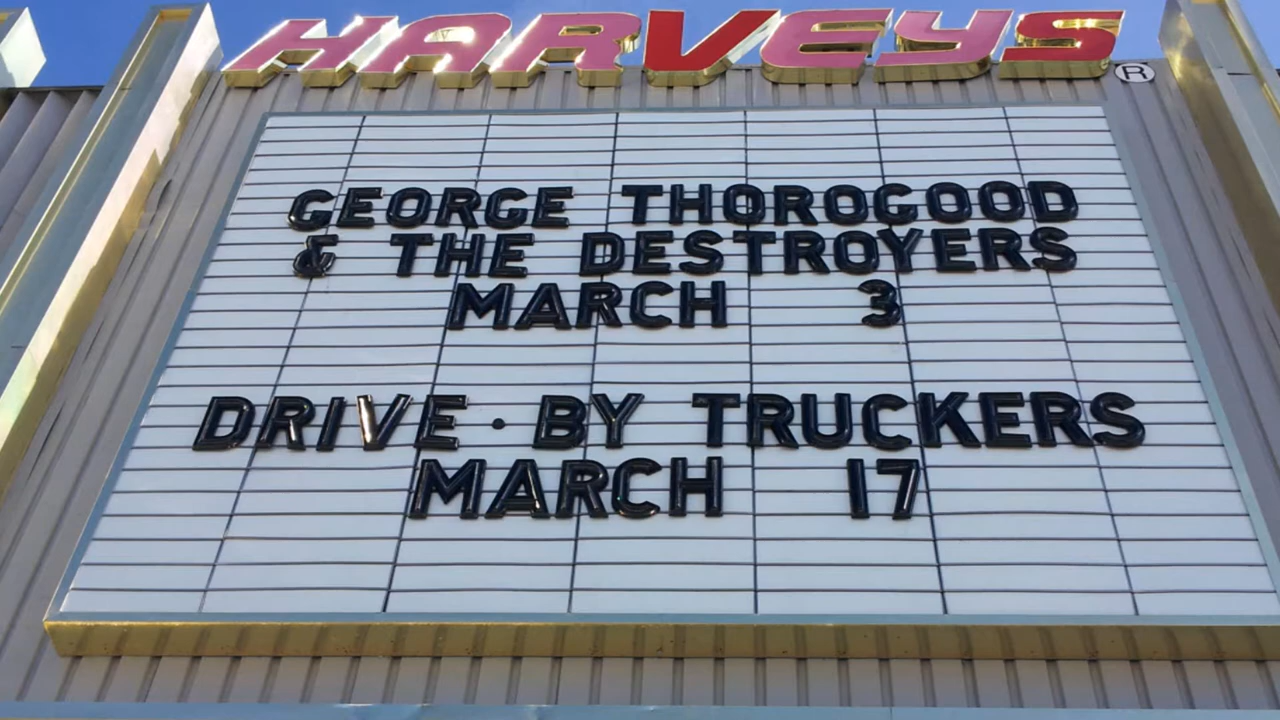 HARVEYS®
GEORGE THOROGOOD
& THE DESTROYERS
MARCH 3
DRIVE·BY TRUCKERS
MARCH 17